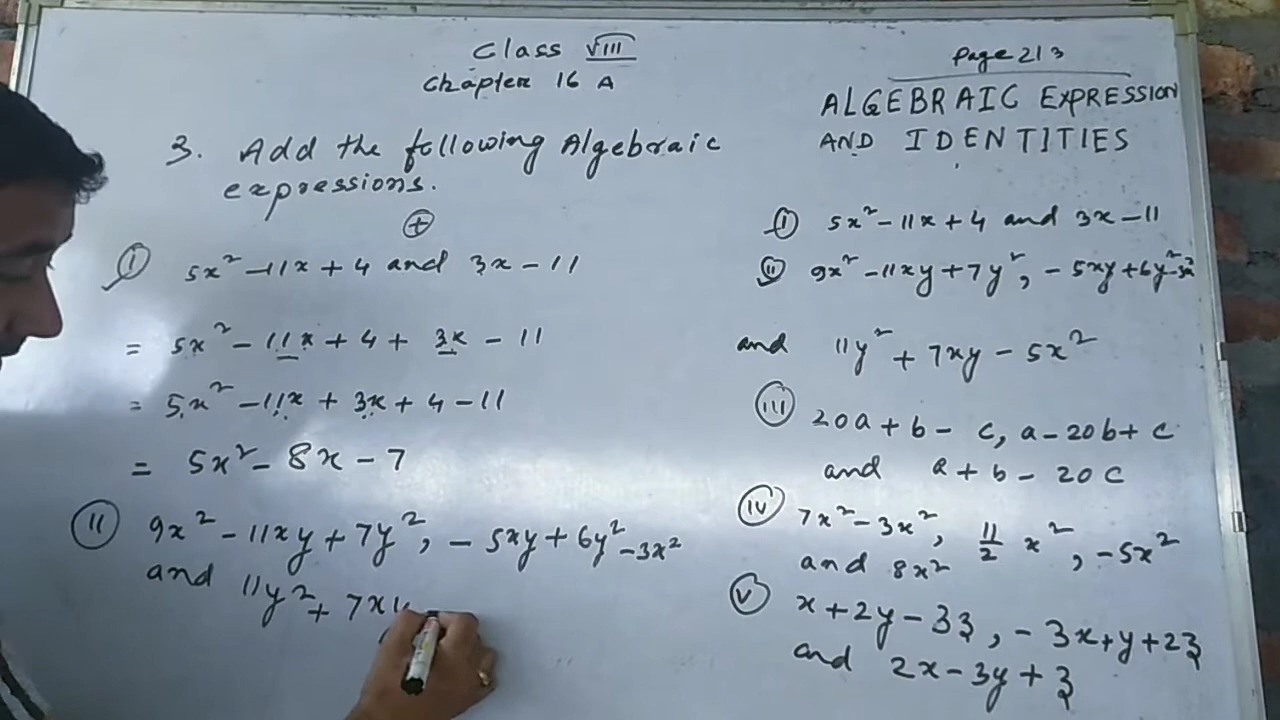 Class VIII
Chapter 16 A
Page 213
ALGEBRAIC EXPRESSION
AND IDENTITIES
3. Add the following Algebraic
expressions.
+
(i) 5x² - 11x + 4 and 3x - 11
= 5x² - 11x + 4 + 3x - 11
= 5x² - 11x + 3x + 4 - 11
= 5x² - 8x - 7
(ii) 9x² - 11xy + 7y², - 5xy + 6y² - 3x²
and 11y² + 7xy
(i) 5x² - 11x + 4 and 3x - 11
(ii) 9x² - 11xy + 7y², - 5xy + 6y² - 3x²
and 11y² + 7xy - 5x²
(iii) 20a + b - c, a - 20b + c
and a + b - 20c
(iv) 7x² - 3x², 11/2 x², - 5x²
and 8x²
(v) x + 2y - 3z, - 3x + y + 2z
and 2x - 3y + z